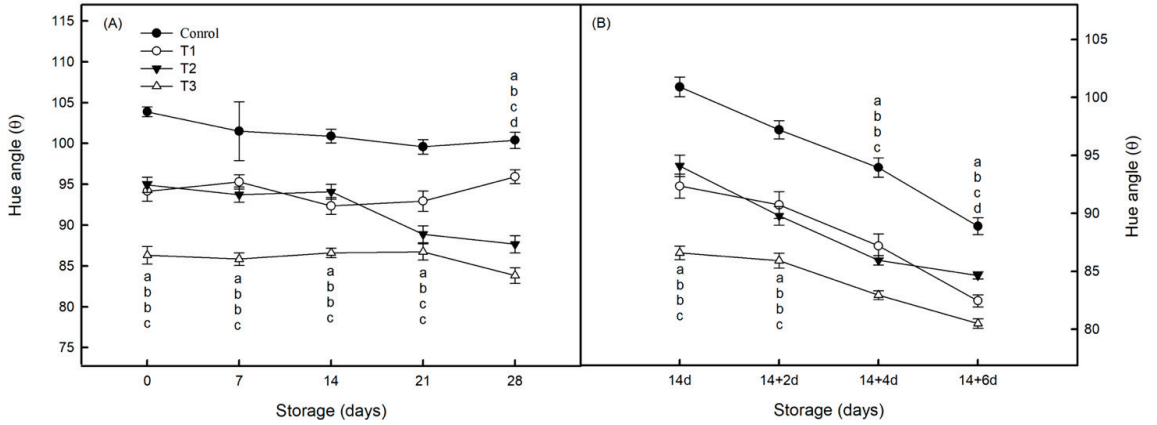 (A)
Conrol
T1
T2
T3
Hue angle (θ)
115
110
105
100
95
90
85
80
75
a
b
b
c
a
b
b
c
a
b
b
c
a
b
c
c
a
b
c
d
0
7
14
21
28
Storage (days)
(B)
a
b
b
c
a
b
b
c
a
b
b
c
a
b
c
d
14d
14+2d
14+4d
14+6d
Storage (days)
105
100
95
90
85
80
Hue angle (θ)